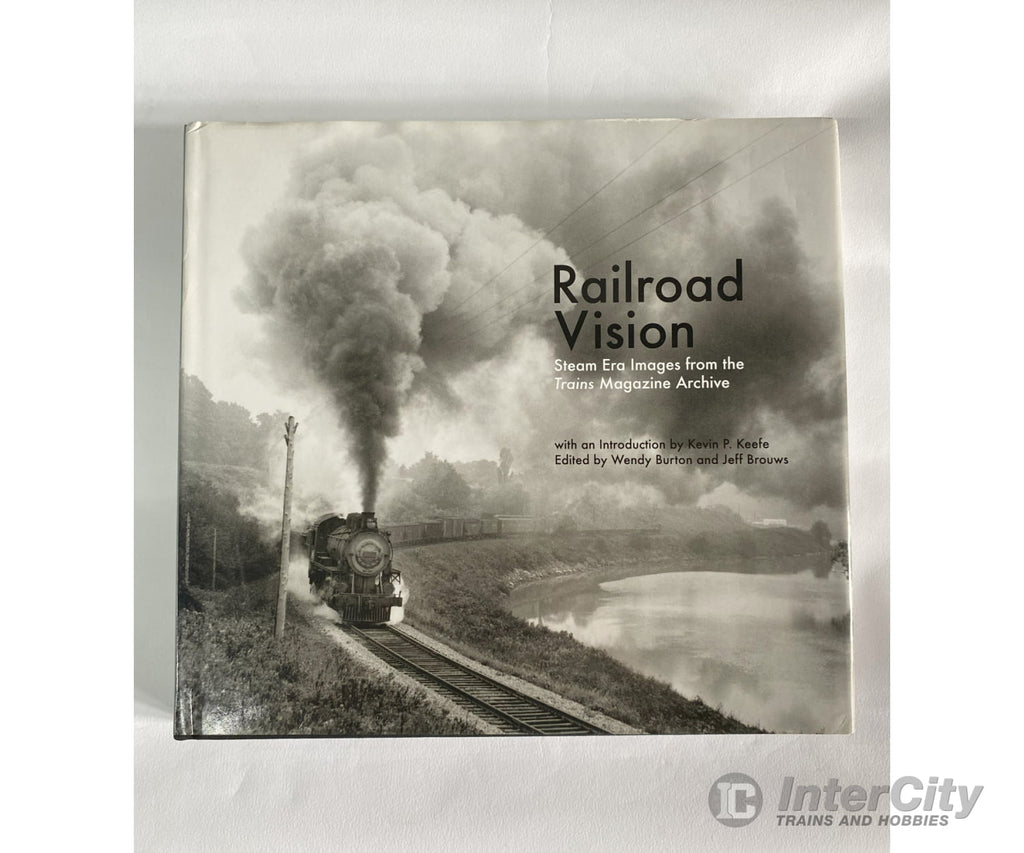 Railroad
Vision
Steam Era Images from the
Trains Magazine Archive
with an Introduction by Kevin P. Keefe
Edited by Wendy Burton and Jeff Brouws
IC InterCity
TRAINS AND HOBBIES